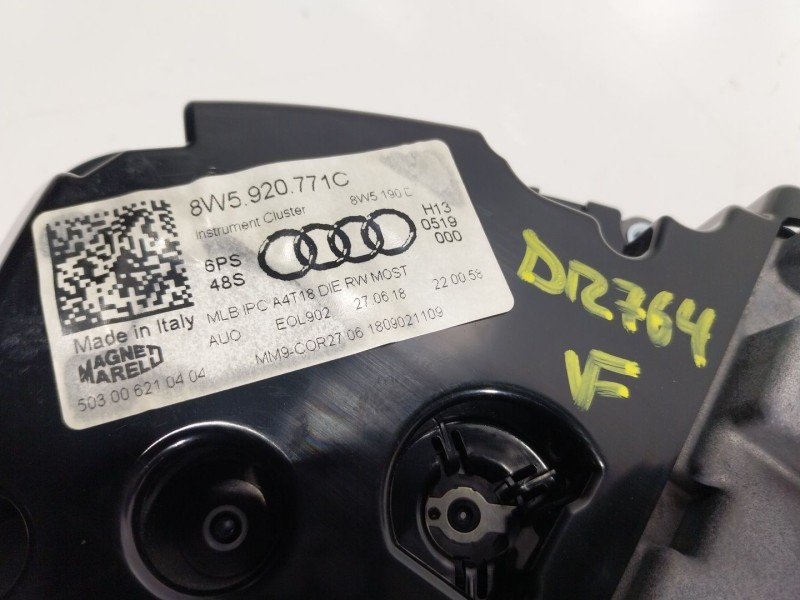 8W5.920.771C
Instrument Cluster 8W5 190
H13
0519
000
6PS
48S
MLB IPC A4T18 DIE RW MOST
AUO EOL902 27.06.18 22:00:58
MM9-COR27.06 1809021109
Made in Italy
MAGNETI
MARELLI
503 00 621 04 04
DR764
VF